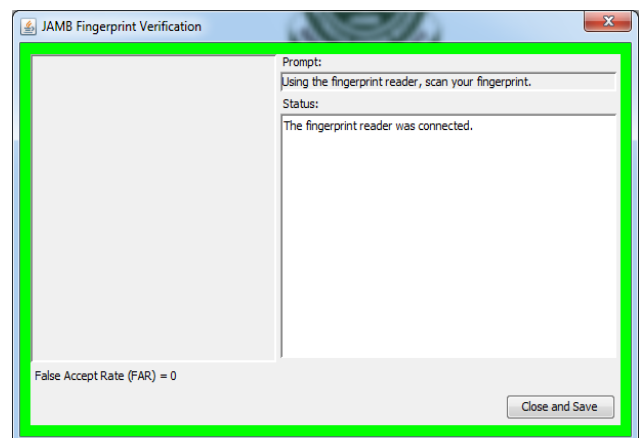 JAMB Fingerprint Verification
Prompt:
Using the fingerprint reader, scan your fingerprint.
Status:
The fingerprint reader was connected.
False Accept Rate (FAR) = 0
Close and Save